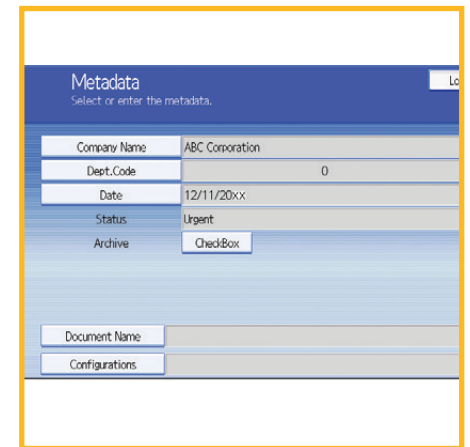 Metadata
Select or enter the metadata.
Lo
Company Name ABC Corporation
Dept.Code 0
Date 12/11/20xx
Status Urgent
Archive CheckBox
Document Name
Configurations